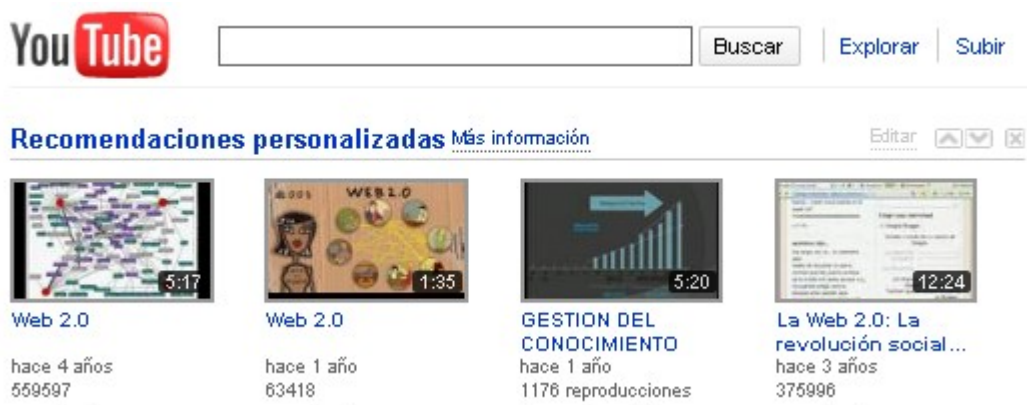 YouTube
Buscar
Explorar
Subir
Recomendaciones personalizadas Más información
Editar
WEB2.0
5:17
1:35
5:20
12:24
Web 2.0
hace 4 años
559597
Web 2.0
hace 1 año
63418
GESTION DEL
CONOCIMIENTO
hace 1 año
1176 reproducciones
La Web 2.0: La
revolución social...
hace 3 años
375996